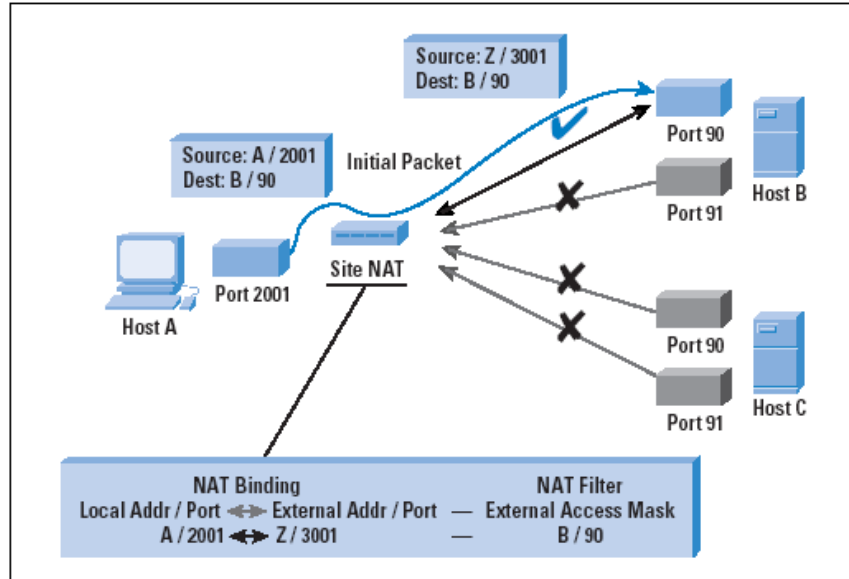 Source: Z / 3001
Dest: B / 90
Port 90
Source: A / 2001
Dest: B / 90
Initial Packet
Host B
Port 91
Site NAT
Port 2001
Host A
Port 90
Host C
Port 91
NAT Binding NAT Filter
Local Addr / Port External Addr / Port — External Access Mask
A / 2001 Z / 3001 — B / 90